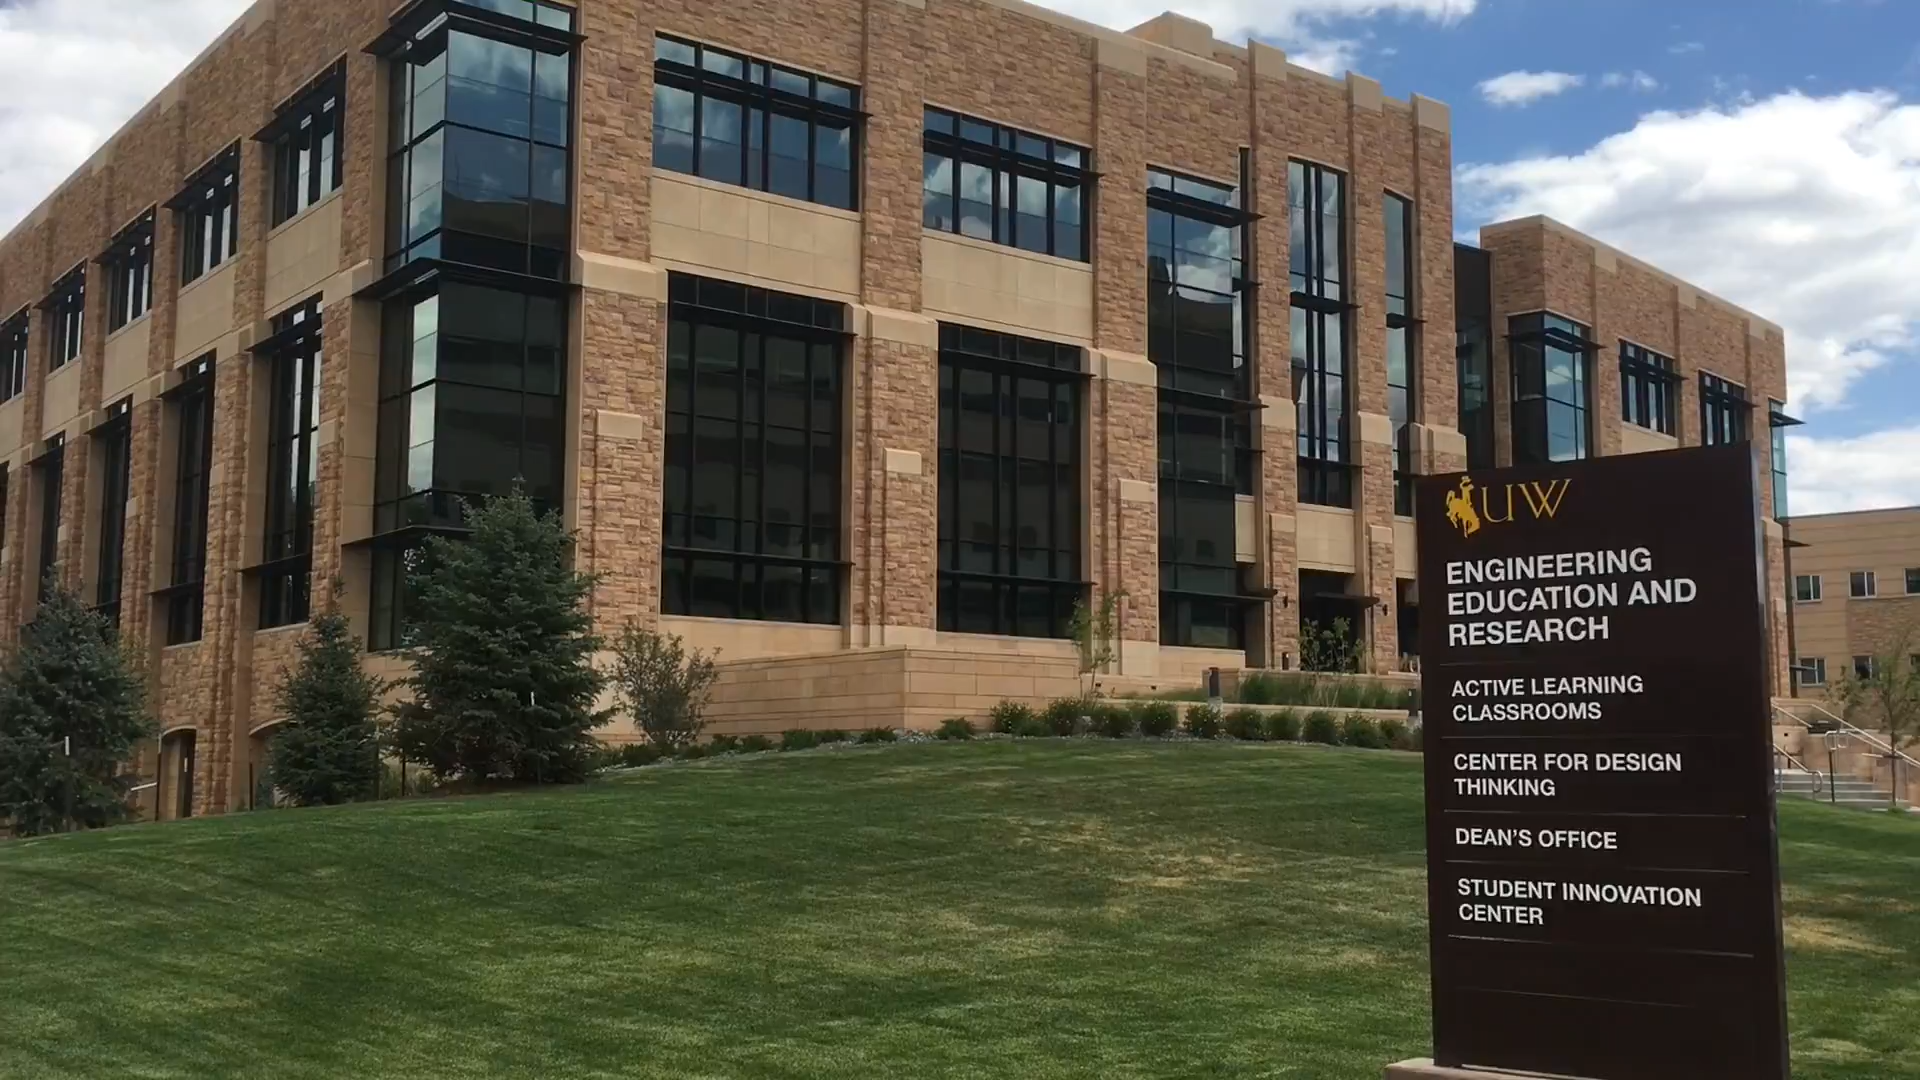 UW
ENGINEERING
EDUCATION AND
RESEARCH
ACTIVE LEARNING
CLASSROOMS
CENTER FOR DESIGN
THINKING
DEAN'S OFFICE
STUDENT INNOVATION
CENTER